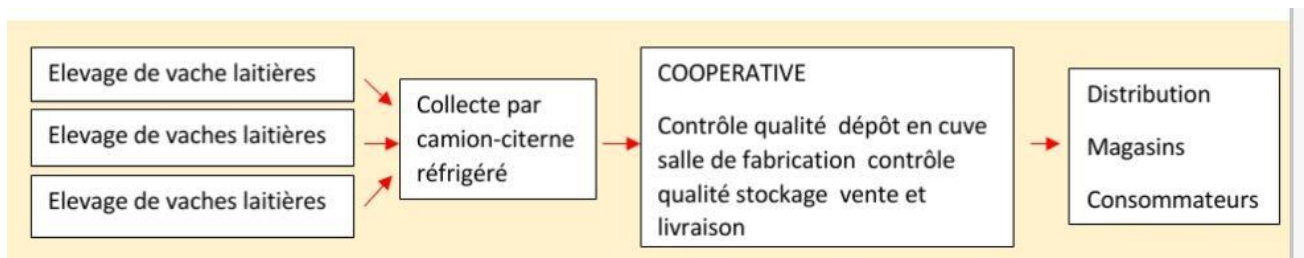 Elevage de vache laitières
Elevage de vaches laitières
Elevage de vaches laitières
Collecte par
camion-citerne
réfrigéré
COOPERATIVE
Contrôle qualité dépôt en cuve
salle de fabrication contrôle
qualité stockage vente et
livraison
Distribution
Magasins
Consommateurs